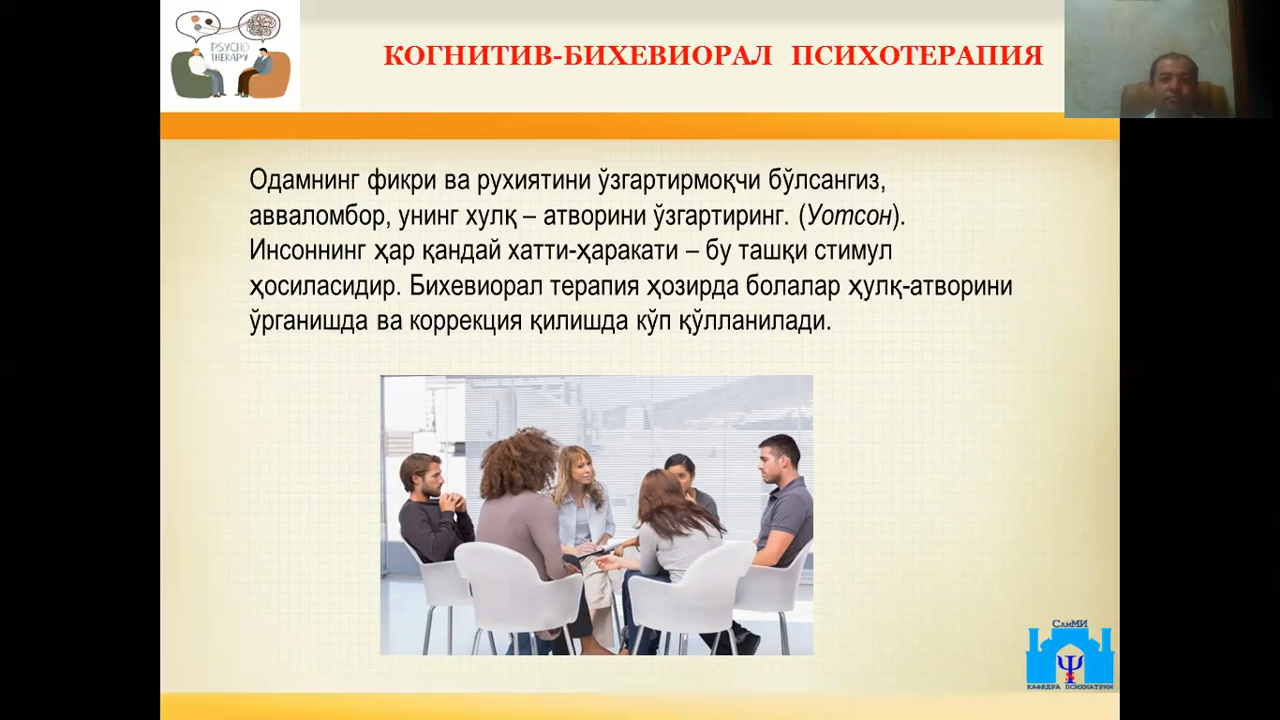 PSYCHO
THERAPY
КОГНИТИВ-БИХЕВИОРАЛ ПСИХОТЕРАПИЯ
Одамнинг фикри ва рухиятини ўзгартирмоқчи бўлсангиз,
авваломбор, унинг хулқ – атворини ўзгартиринг. (Уотсон).
Инсоннинг ҳар қандай хатти-ҳаракати – бу ташқи стимул
ҳосиласидир. Бихевиорал терапия ҳозирда болалар ҳулқ-атворини
ўрганишда ва коррекция қилишда кўп қўлланилади.
СамМИ
КАФЕДРА ПСИХИАТРИИ